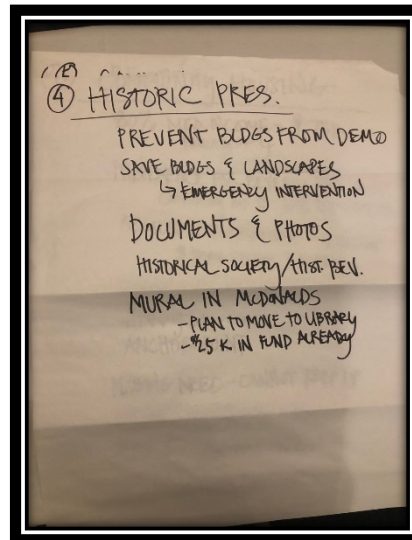 ④ HISTORIC PRES.
PREVENT BLDGS FROM DEMO
SAVE BLDGS & LANDSCAPES
↳ EMERGENCY INTERVENTION
DOCUMENTS & PHOTOS
HISTORICAL SOCIETY/HIST. REV.
MURAL IN MCDONALDS
- PLAN TO MOVE TO LIBRARY
- $25 K IN FUND ALREADY